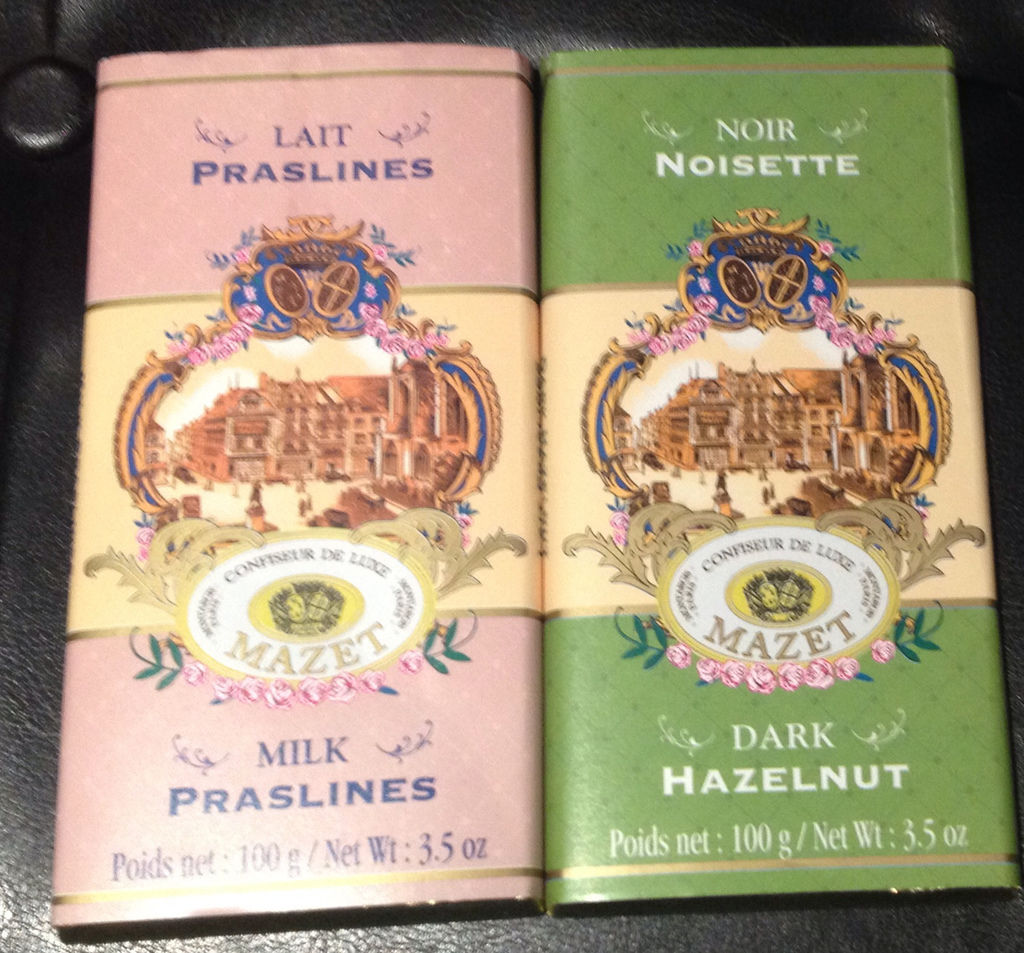 LAIT
PRASLINES
CONFISEUR DE LUXE
MAZET
MILK
PRASLINES
Poids net : 100 g / Net Wt : 3.5 oz
NOIR
NOISETTE
CONFISEUR DE LUXE
MAZET
DARK
HAZELNUT
Poids net : 100 g / Net Wt : 3.5 oz